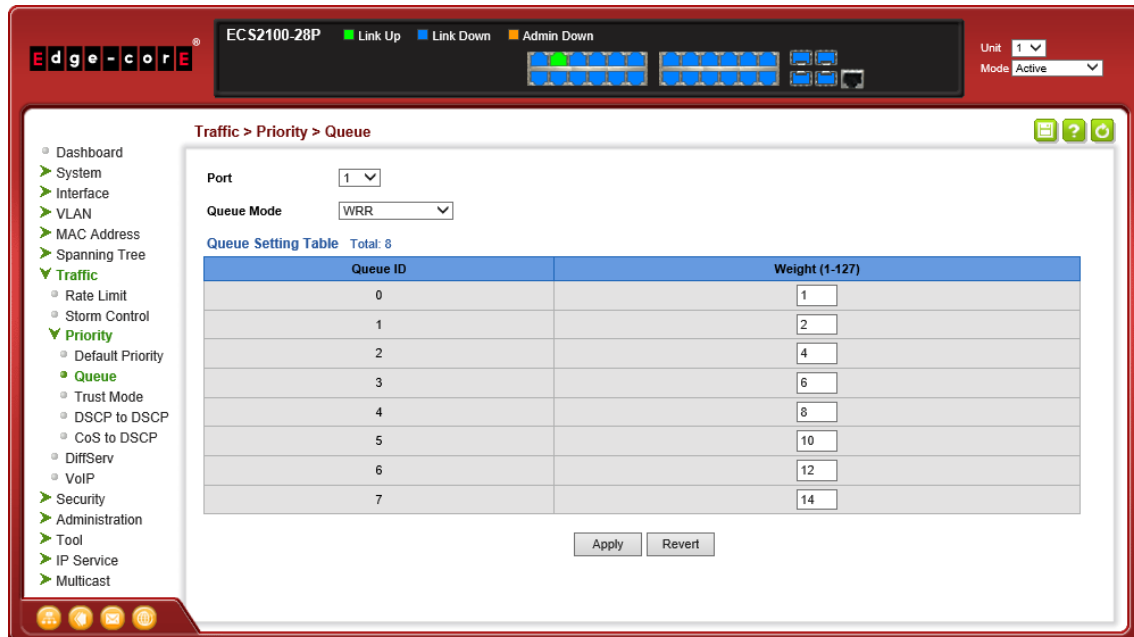 Edge-corE®
ECS2100-28P Link Up Link Down Admin Down
Unit 1
Mode Active
Traffic > Priority > Queue
?
Dashboard
System
Interface
VLAN
MAC Address
Spanning Tree
Traffic
Rate Limit
Storm Control
Priority
Default Priority
Queue
Trust Mode
DSCP to DSCP
CoS to DSCP
DiffServ
VoIP
Security
Administration
Tool
IP Service
Multicast
Port 1
Queue Mode WRR
Queue Setting Table Total: 8
Queue ID Weight (1-127)
0 1
1 2
2 4
3 6
4 8
5 10
6 12
7 14
Apply Revert